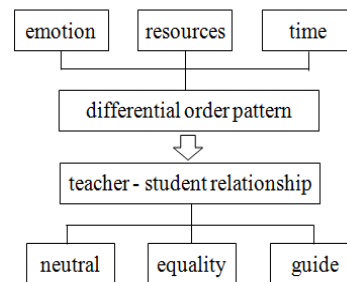 emotion resources time
differential order pattern
teacher - student relationship
neutral equality guide